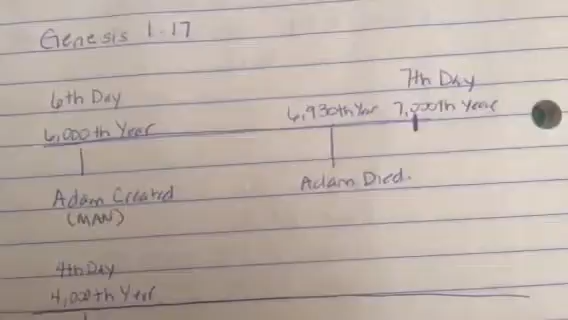 Genesis 1-17
7th Day
6th Day
6,000th Year 6,930th Year 7,000th Year
Adam Created Adam Died.
(MAN)
4th Day
4,000th Year